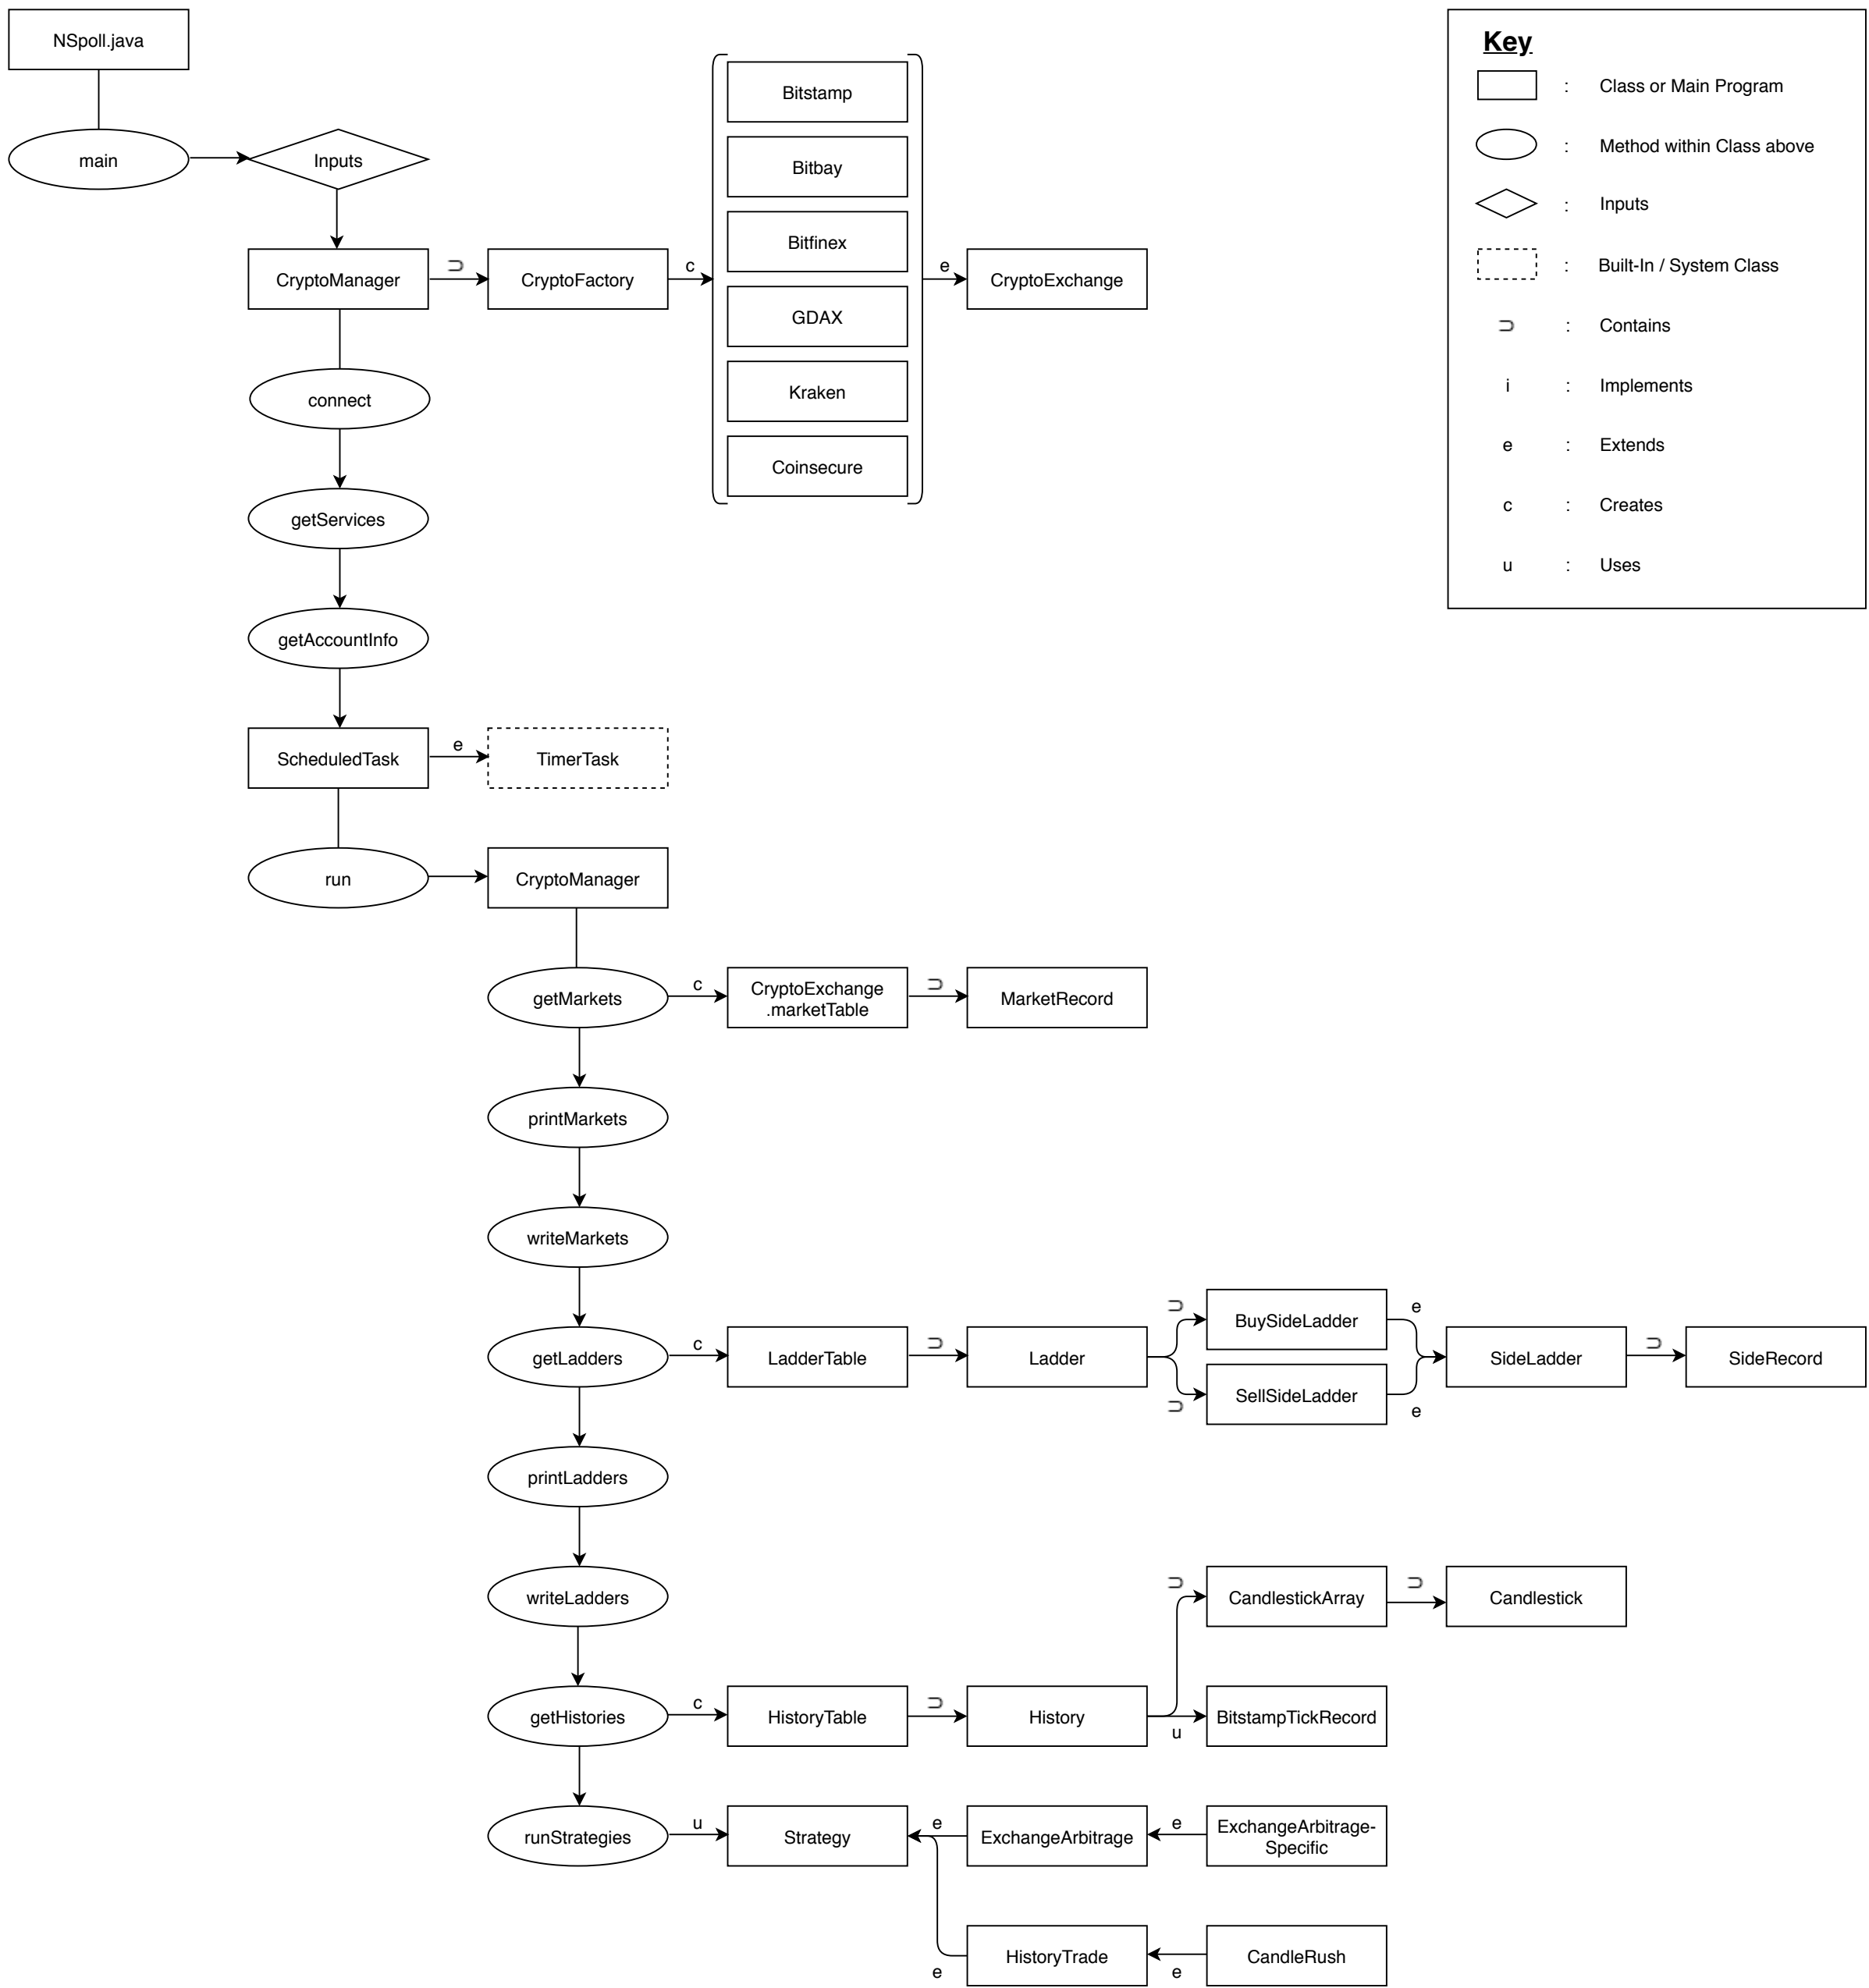 NSpoll.java
main
Inputs
CryptoManager
⊃
CryptoFactory
c
Bitstamp
Bitbay
Bitfinex
GDAX
Kraken
Coinsecure
e
CryptoExchange
connect
getServices
getAccountInfo
ScheduledTask
e
TimerTask
run
CryptoManager
getMarkets
c
CryptoExchange
.marketTable
⊃
MarketRecord
printMarkets
writeMarkets
getLadders
c
LadderTable
⊃
Ladder
⊃
BuySideLadder
e
⊃
SellSideLadder
e
SideLadder
⊃
SideRecord
printLadders
writeLadders
getHistories
c
HistoryTable
⊃
History
⊃
CandlestickArray
⊃
Candlestick
u
BitstampTickRecord
runStrategies
u
Strategy
e
ExchangeArbitrage
e
ExchangeArbitrage-
Specific
e
HistoryTrade
e
CandleRush
Key
: Class or Main Program
: Method within Class above
: Inputs
: Built-In / System Class
⊃ : Contains
i : Implements
e : Extends
c : Creates
u : Uses